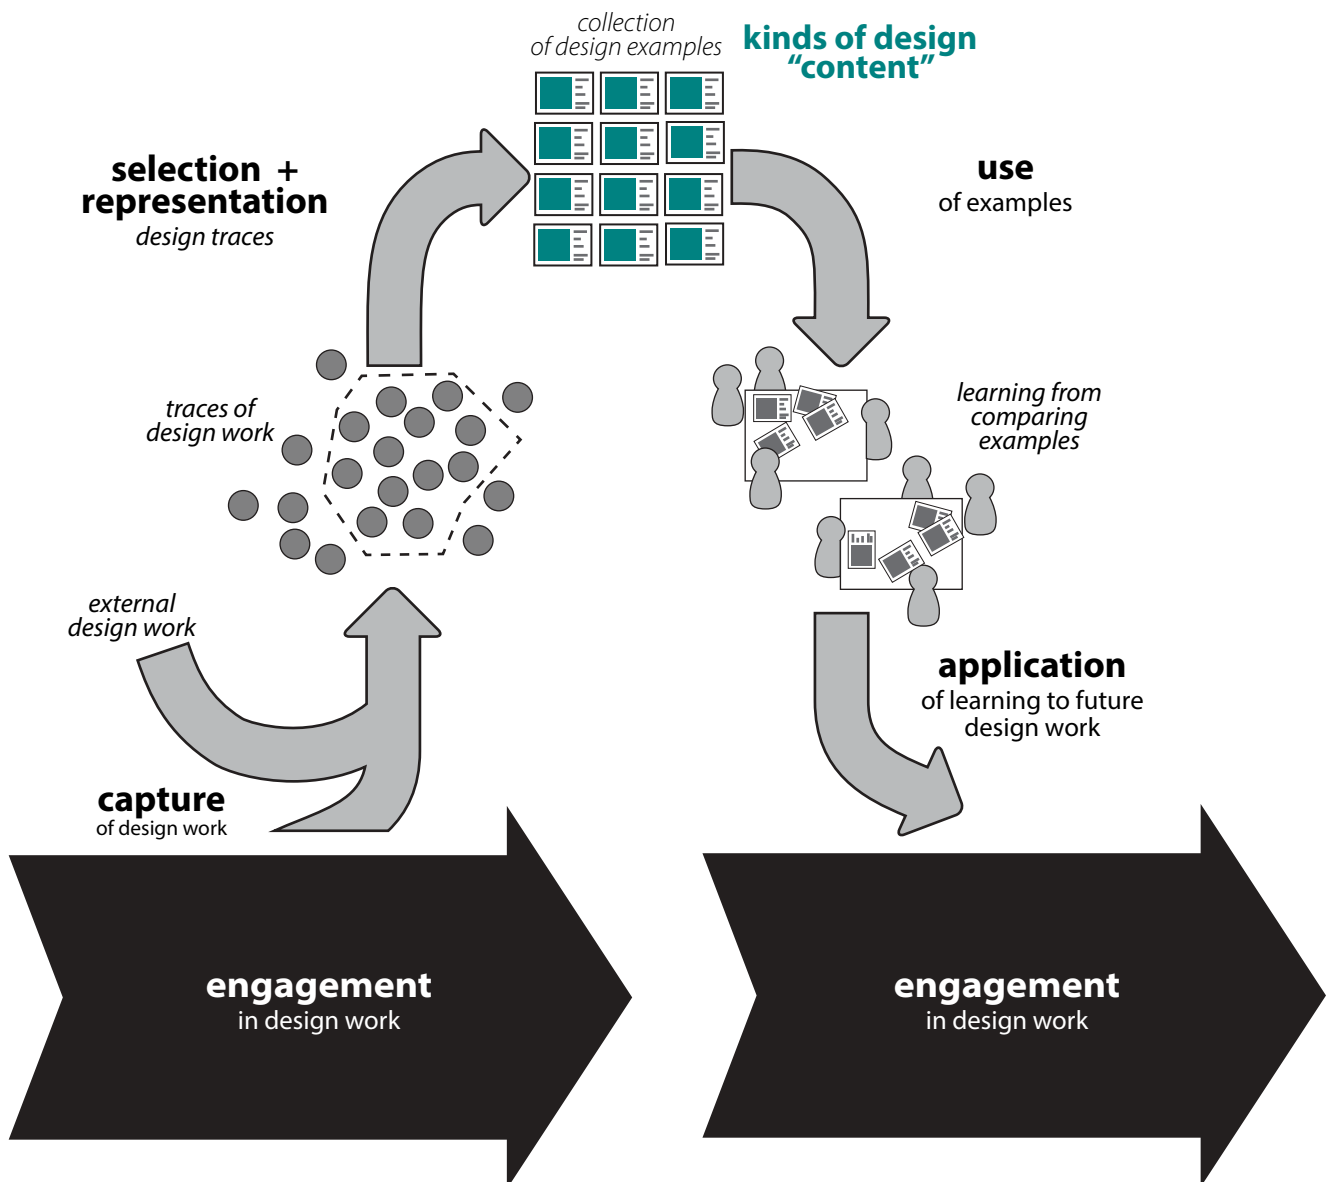 collection
of design examples
kinds of design
“content”
selection +
representation
design traces
use
of examples
traces of
design work
learning from
comparing
examples
external
design work
application
of learning to future
design work
capture
of design work
engagement
in design work
engagement
in design work